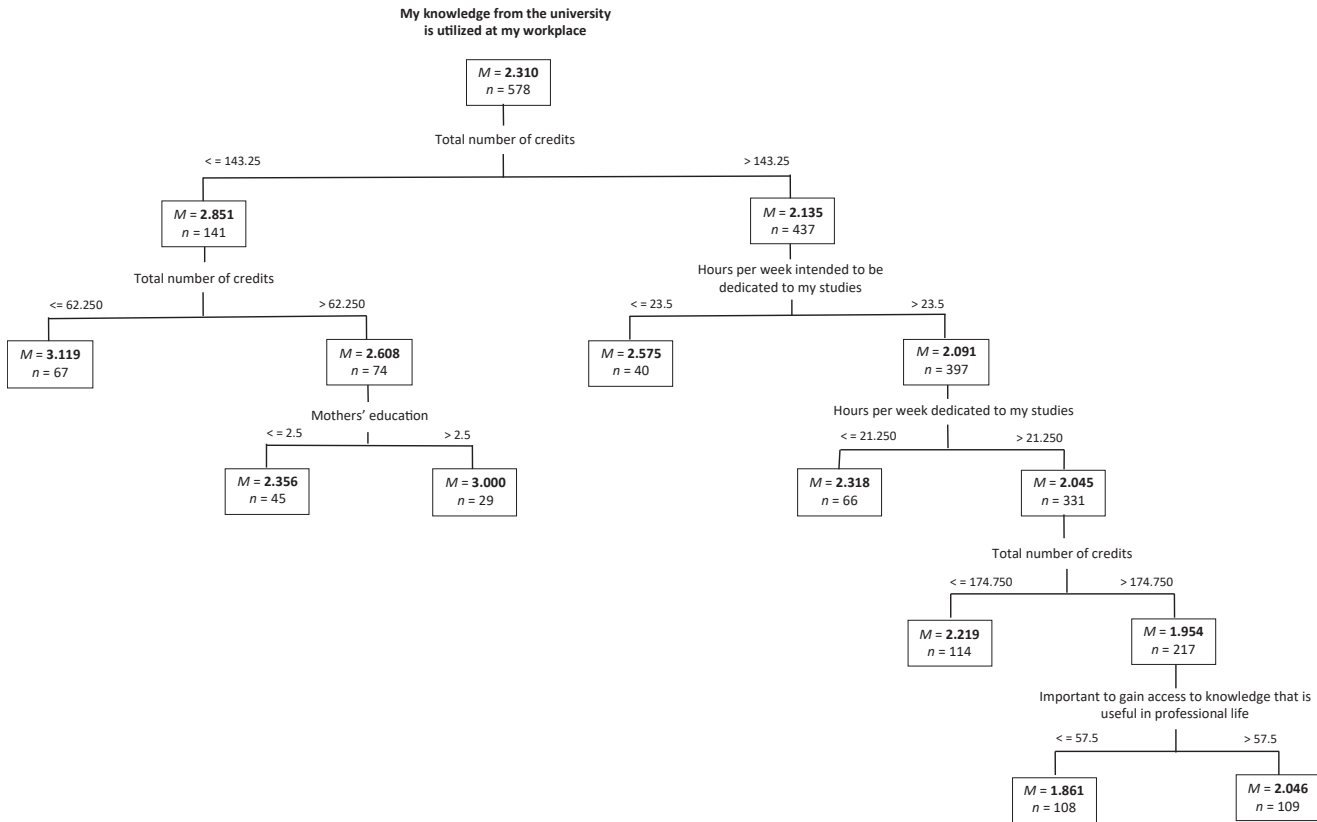 My knowledge from the university
is utilized at my workplace
M = 2.310
n = 578
Total number of credits
< = 143.25
> 143.25
M = 2.851
n = 141
M = 2.135
n = 437
Total number of credits
Hours per week intended to be
dedicated to my studies
<= 62.250
> 62.250
< = 23.5
> 23.5
M = 3.119
n = 67
M = 2.608
n = 74
M = 2.575
n = 40
M = 2.091
n = 397
Mothers' education
Hours per week dedicated to my studies
< = 2.5
> 2.5
< = 21.250
> 21.250
M = 2.356
n = 45
M = 3.000
n = 29
M = 2.318
n = 66
M = 2.045
n = 331
Total number of credits
< = 174.750
> 174.750
M = 2.219
n = 114
M = 1.954
n = 217
Important to gain access to knowledge that is
useful in professional life
< = 57.5
> 57.5
M = 1.861
n = 108
M = 2.046
n = 109